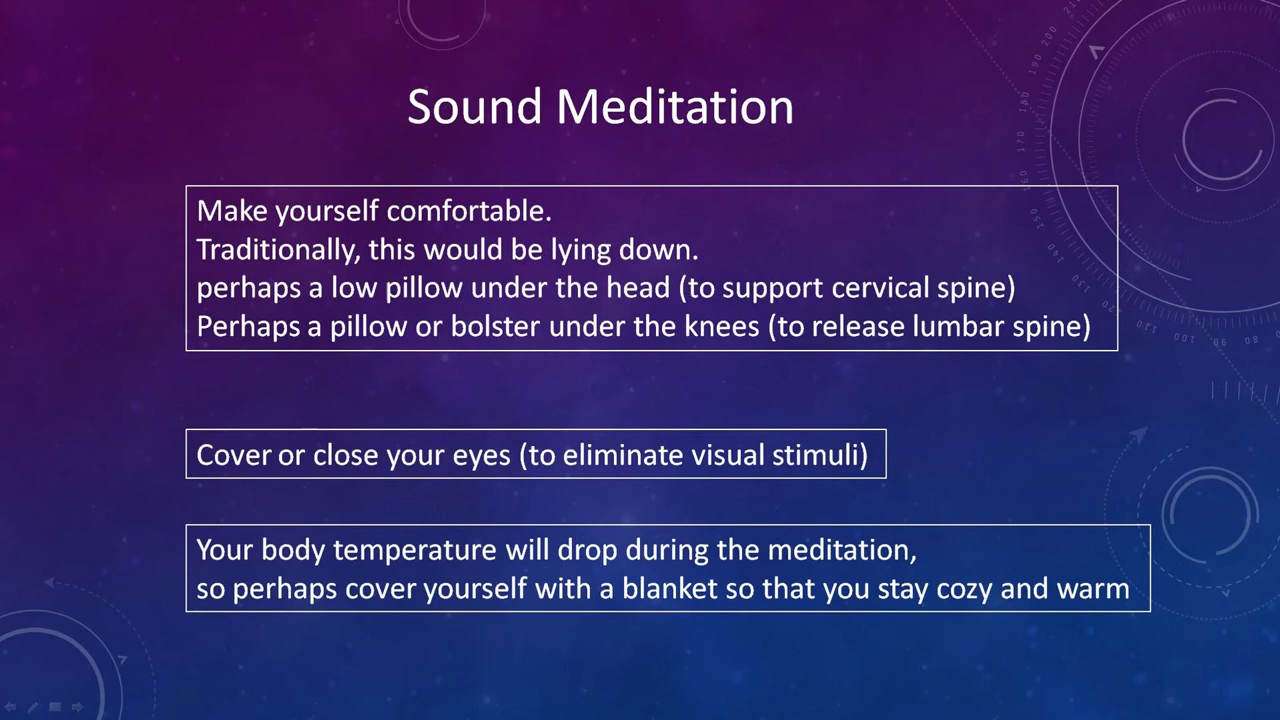 Sound Meditation
Make yourself comfortable.
Traditionally, this would be lying down.
perhaps a low pillow under the head (to support cervical spine)
Perhaps a pillow or bolster under the knees (to release lumbar spine)
Cover or close your eyes (to eliminate visual stimuli)
Your body temperature will drop during the meditation,
so perhaps cover yourself with a blanket so that you stay cozy and warm